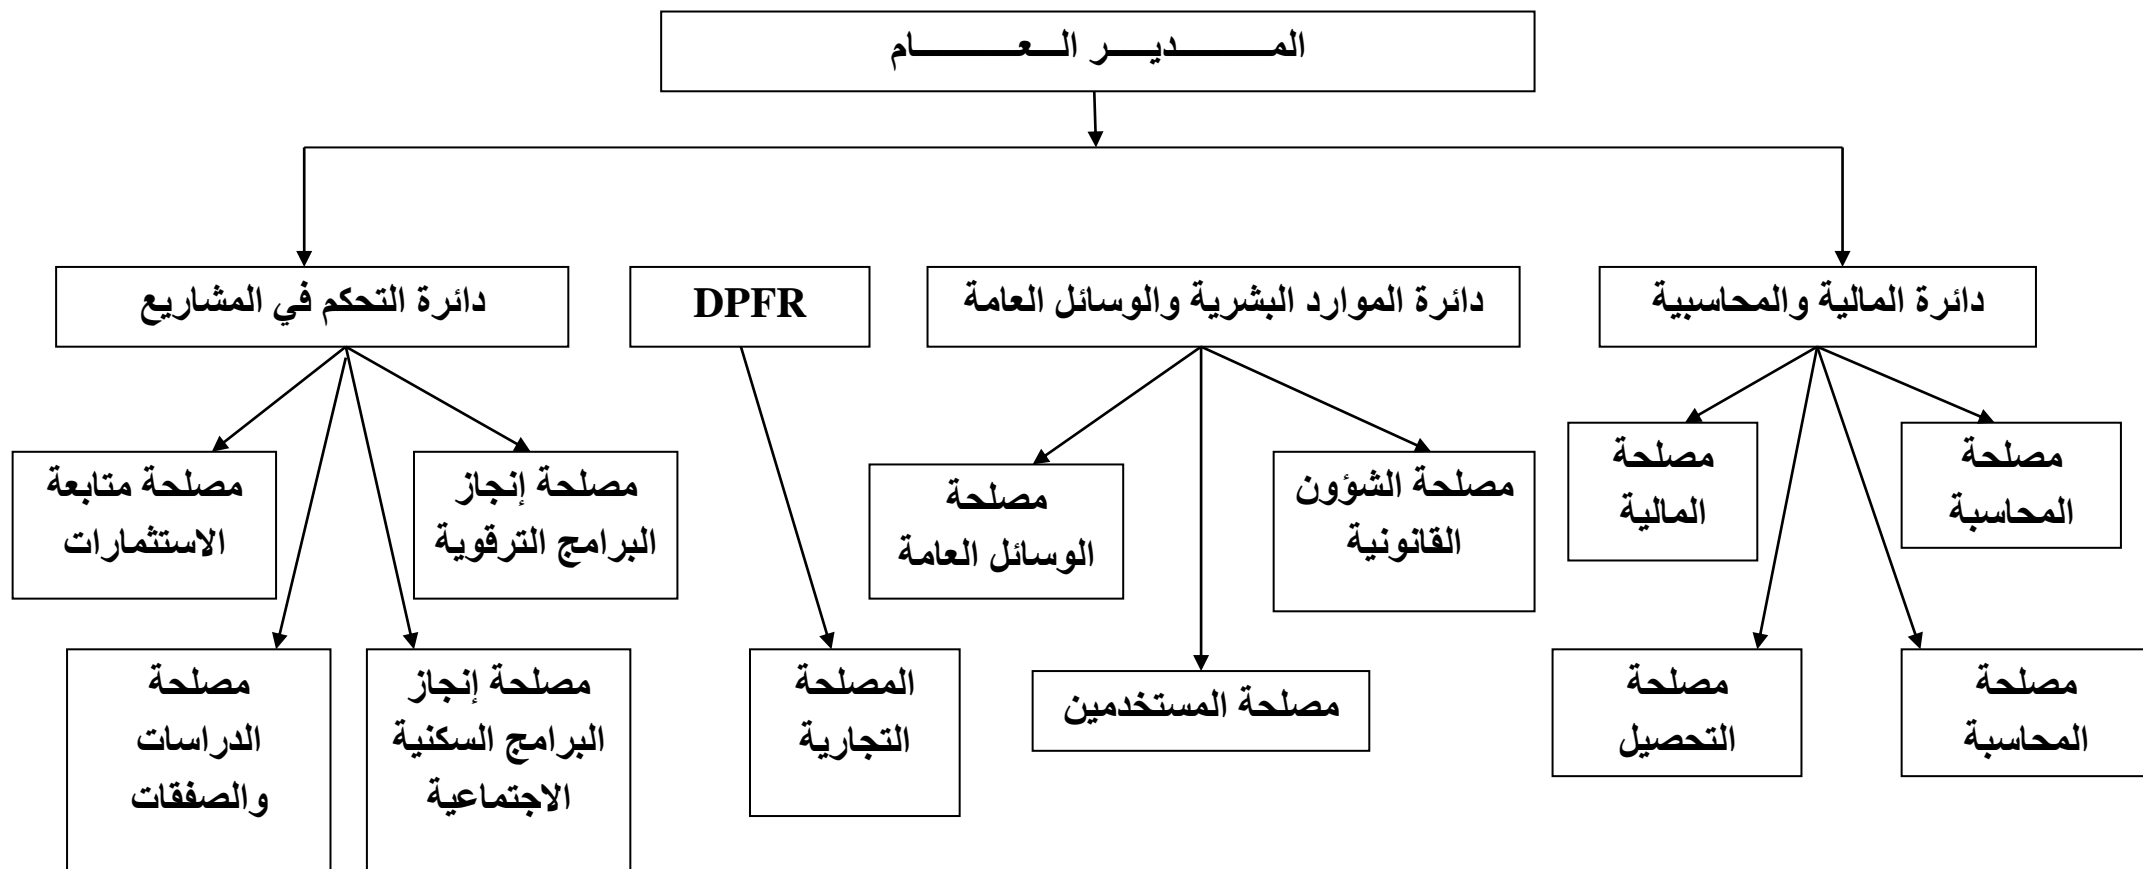 المـــديـــر الـــعـــام
دائرة المالية والمحاسبية
دائرة الموارد البشرية والوسائل العامة
DPFR
دائرة التحكم في المشاريع
مصلحة
المحاسبة
مصلحة
المالية
مصلحة الشؤون
القانونية
مصلحة
الوسائل العامة
مصلحة إنجاز
البرامج الترقوية
مصلحة متابعة
الاستثمارات
مصلحة
المحاسبة
مصلحة
التحصيل
مصلحة المستخدمين
المصلحة
التجارية
مصلحة إنجاز
البرامج السكنية
الاجتماعية
مصلحة
الدراسات
والصفقات